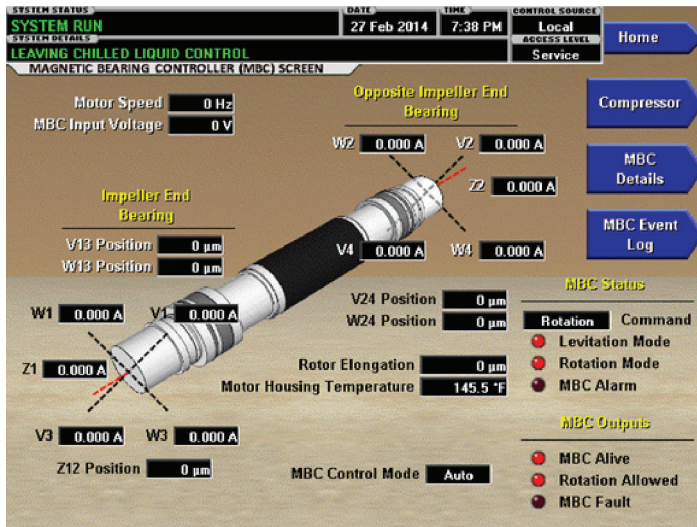 SYSTEM STATUS
SYSTEM RUN
DATE
27 Feb 2014
TIME
7:38 PM
CONTROL SOURCE
Local
SYSTEM DETAILS
LEAVING CHILLED LIQUID CONTROL
ACCESS LEVEL
Service
MAGNETIC BEARING CONTROLLER (MBC) SCREEN
Home
Compressor
MBC Details
MBC Event Log
Motor Speed 0 Hz
MBC Input Voltage 0 V
Opposite Impeller End
Bearing
W2 0.000 A V2 0.000 A
Z2 0.000 A
V4 0.000 A W4 0.000 A
Impeller End
Bearing
V13 Position 0 µm
W13 Position 0 µm
W1 0.000 A V1 0.000 A
Z1 0.000 A
V3 0.000 A W3 0.000 A
Z12 Position 0 µm
V24 Position 0 µm
W24 Position 0 µm
Rotor Elongation 0 µm
Motor Housing Temperature 145.5 °F
MBC Control Mode Auto
MBC Status
Rotation Command
Levitation Mode
Rotation Mode
MBC Alarm
MBC Outputs
MBC Alive
Rotation Allowed
MBC Fault